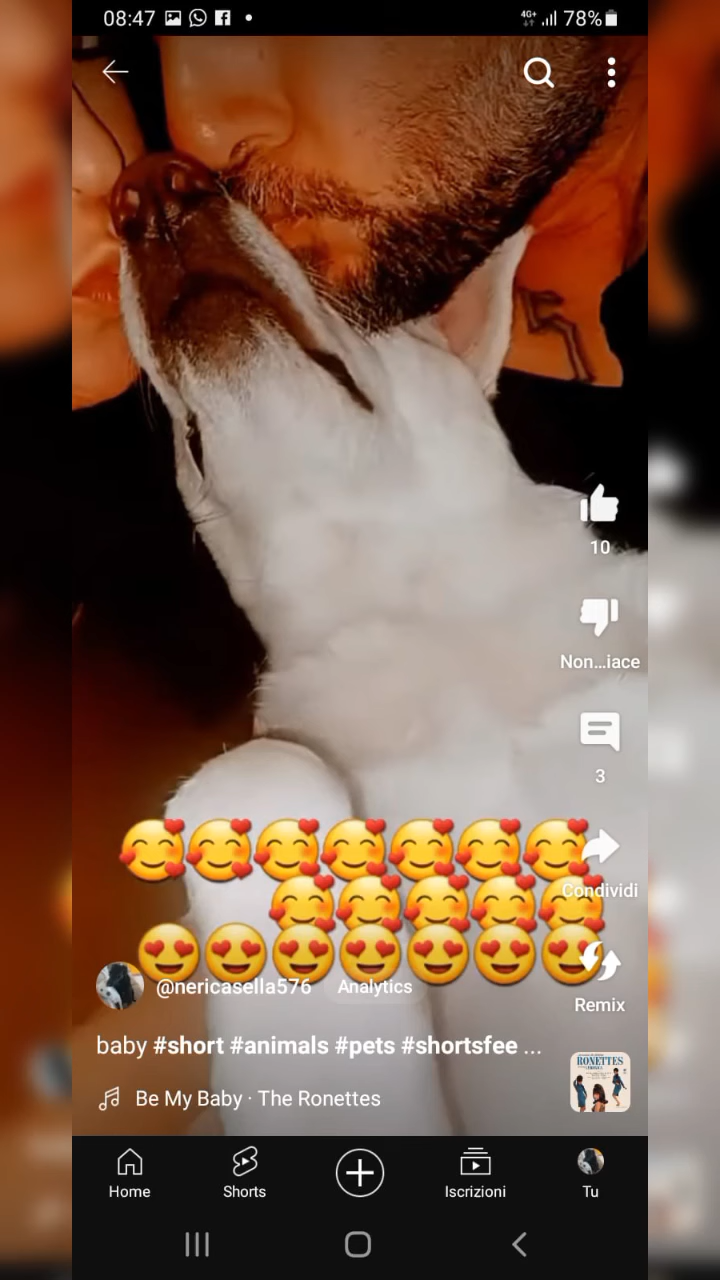 08:47
4G+ 78%
10
Non...iace
3
Condividi
@nericasella576 Analytics
Remix
baby #short #animals #pets #shortsfee ...
RONETTES
Be My Baby · The Ronettes
Home Shorts Iscrizioni Tu